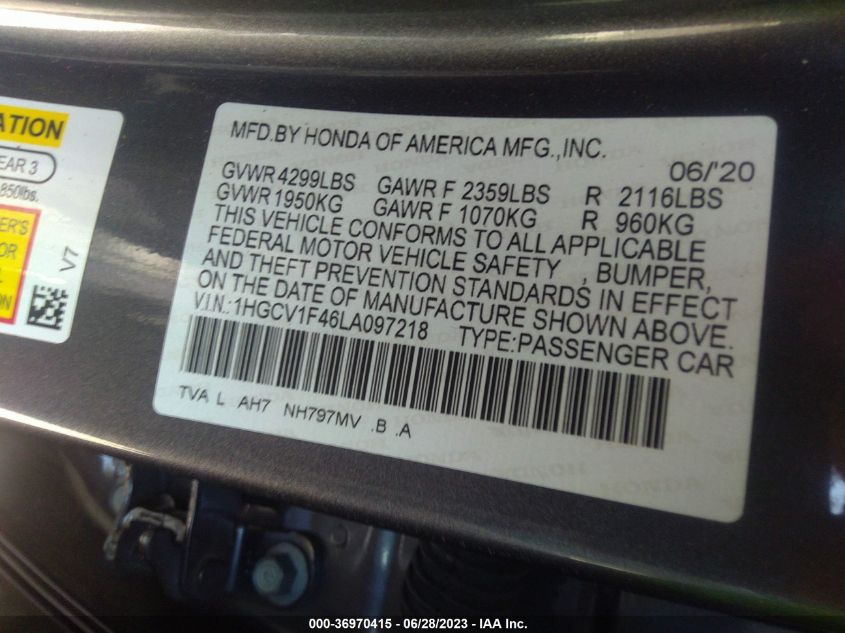 ATION
EAR 3
850lbs.
ER'S
OR
L
ION
V7
MFD.BY HONDA OF AMERICA MFG.,INC.
06/'20
GVWR 4299LBS GAWR F 2359LBS R 2116LBS
GVWR 1950KG GAWR F 1070KG R 960KG
THIS VEHICLE CONFORMS TO ALL APPLICABLE
FEDERAL MOTOR VEHICLE SAFETY , BUMPER,
AND THEFT PREVENTION STANDARDS IN EFFECT
ON THE DATE OF MANUFACTURE SHOWN ABOVE.
V.I.N.:1HGCV1F46LA097218 TYPE:PASSENGER CAR
TVA L AH7 NH797MV .B .A
000-36970415 - 06/28/2023 - IAA Inc.